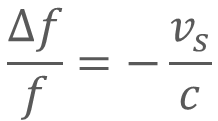 Δf/f = − v_s/c